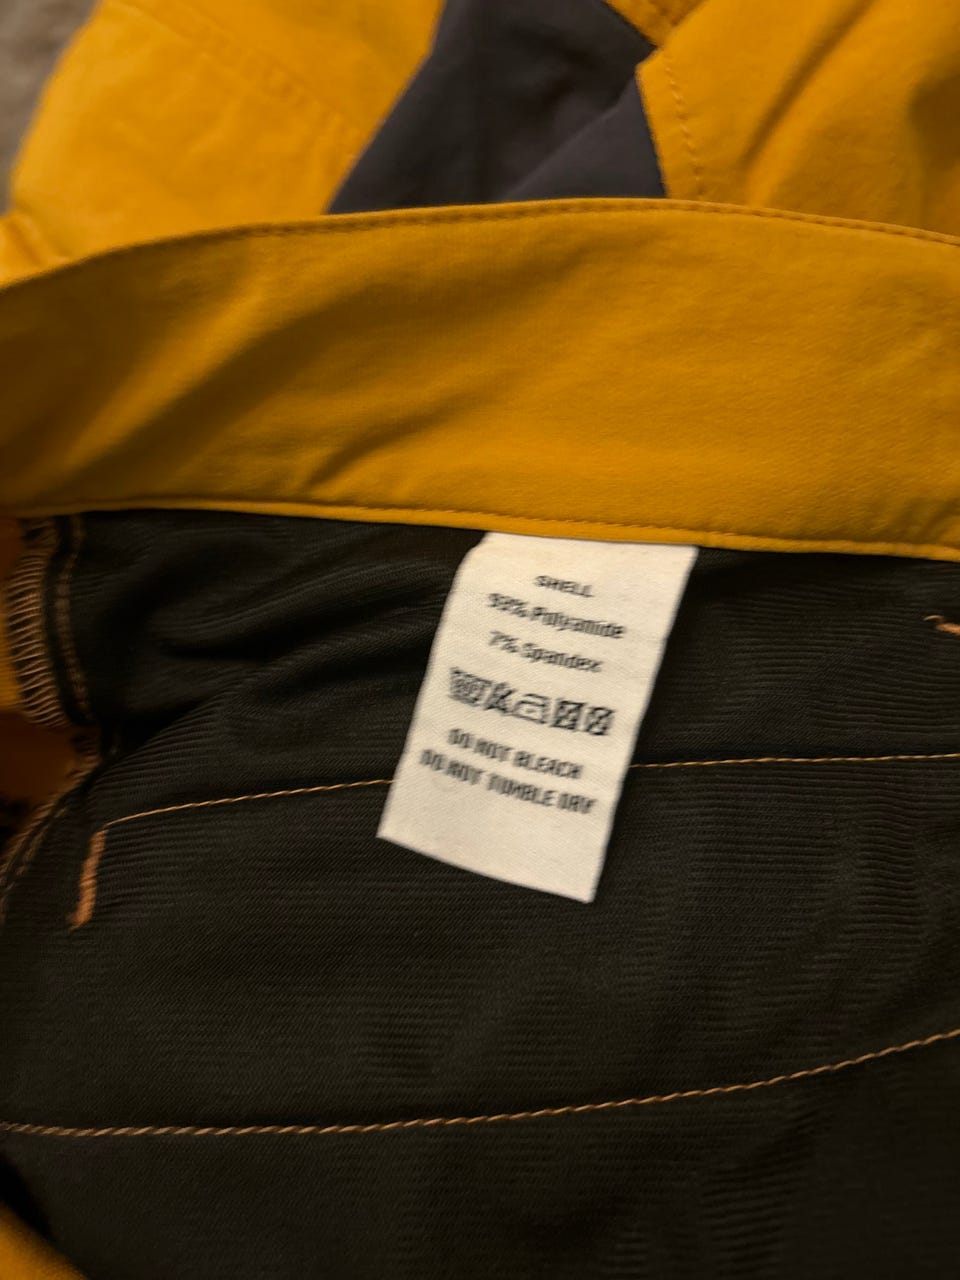 SHELL
93% Polyamide
7% Spandex
DO NOT BLEACH
DO NOT TUMBLE DRY